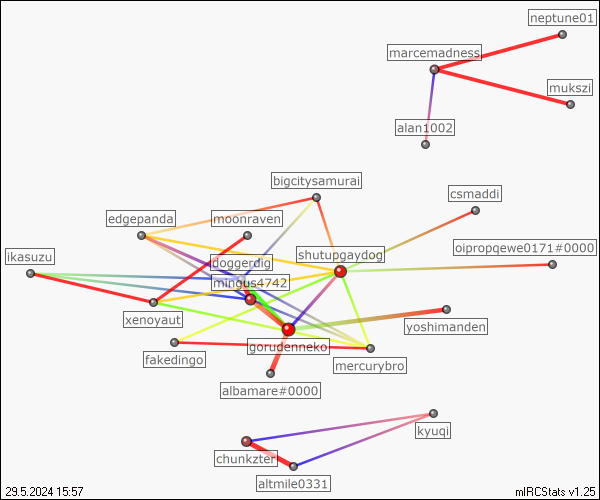 neptune01
marcemadness
mukszi
alan1002
bigcitysamurai
csmaddi
edgepanda
moonraven
shutupgaydog
oipropqewe0171#0000
ikasuzu
doggerdig
mingus4742
xenoyaut
yoshimanden
gorudenneko
fakedingo
mercurybro
albamare#0000
kyuqi
chunkzter
altmile0331
29.5.2024 15:57
mIRCStats v1.25